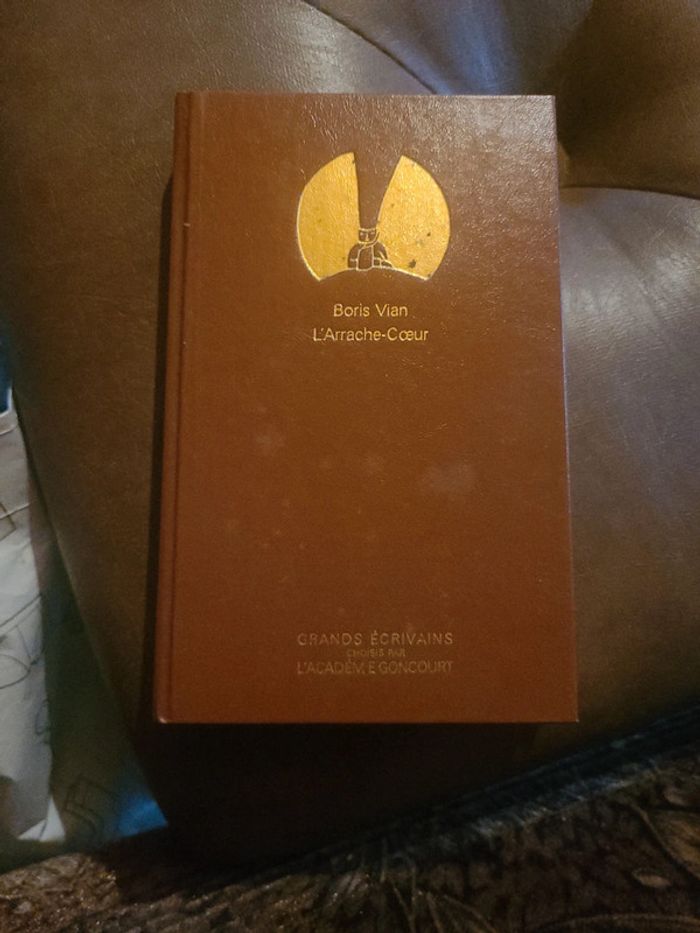 Boris Vian
L'Arrache-Cœur
GRANDS ÉCRIVAINS
CHOISIS PAR
L'ACADÉMIE GONCOURT